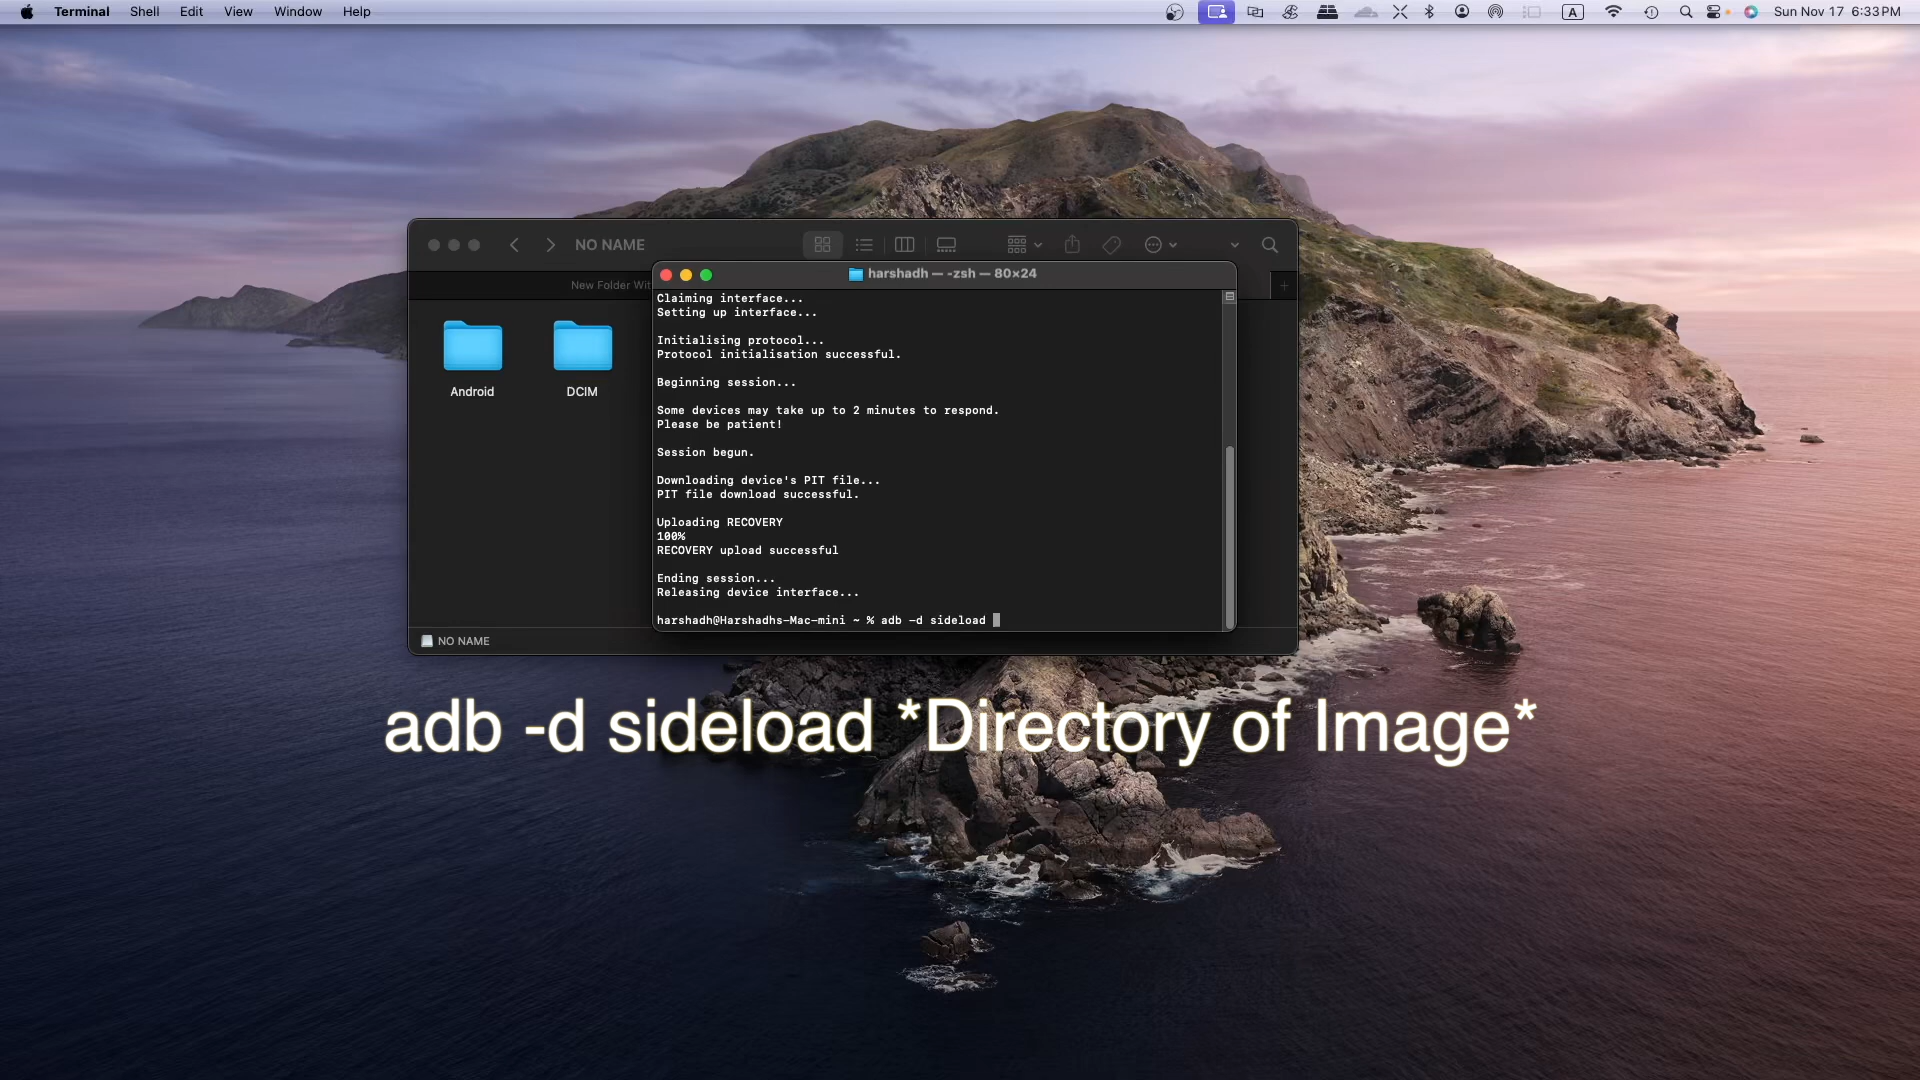 Terminal Shell Edit View Window Help A Sun Nov 17 6:33 PM
NO NAME
harshadh — -zsh — 80×24
New Folder Wit
Android
DCIM
Claiming interface...
Setting up interface...
Initialising protocol...
Protocol initialisation successful.
Beginning session...
Some devices may take up to 2 minutes to respond.
Please be patient!
Session begun.
Downloading device's PIT file...
PIT file download successful.
Uploading RECOVERY
100%
RECOVERY upload successful
Ending session...
Releasing device interface...
harshadh@Harshadhs-Mac-mini ~ % adb -d sideload
NO NAME
adb -d sideload *Directory of Image*